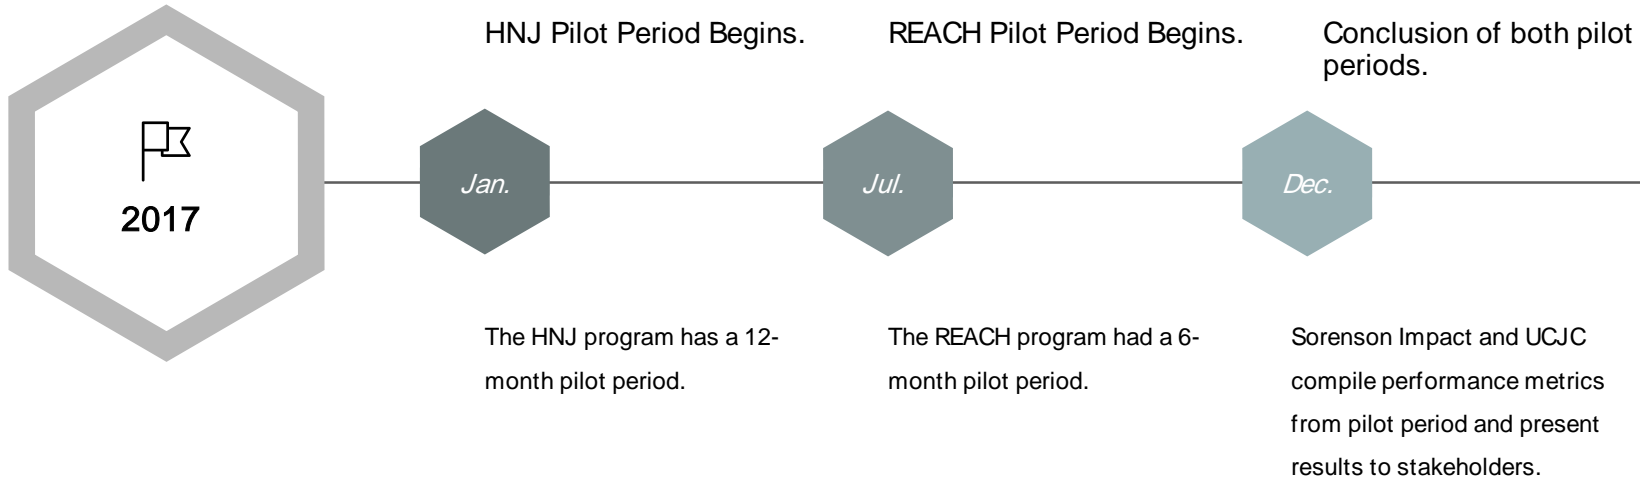 2017
HNJ Pilot Period Begins.
Jan.
The HNJ program has a 12-
month pilot period.
REACH Pilot Period Begins.
Jul.
The REACH program had a 6-
month pilot period.
Conclusion of both pilot
periods.
Dec.
Sorenson Impact and UCJC
compile performance metrics
from pilot period and present
results to stakeholders.